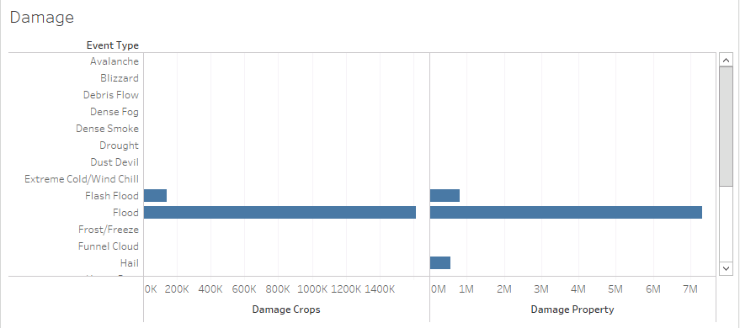 Damage
Event Type
Avalanche
Blizzard
Debris Flow
Dense Fog
Dense Smoke
Drought
Dust Devil
Extreme Cold/Wind Chill
Flash Flood
Flood
Frost/Freeze
Funnel Cloud
Hail
0K 200K 400K 600K 800K 1000K 1200K 1400K 0M 1M 2M 3M 4M 5M 6M 7M
Damage Crops Damage Property